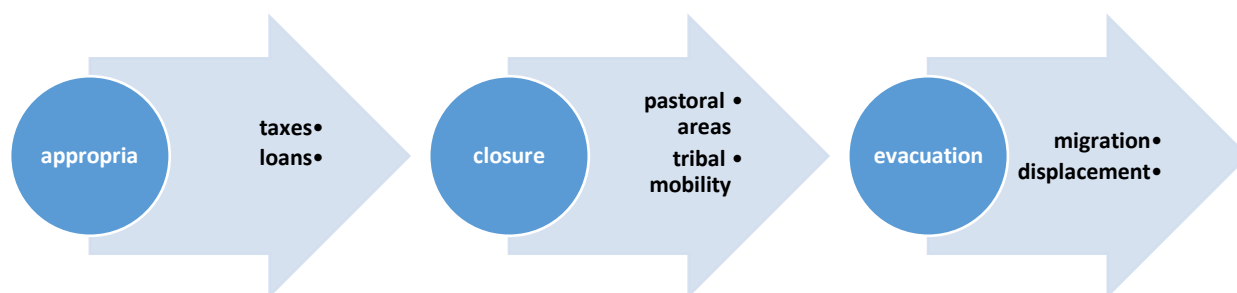 appropria
taxes•
loans•
closure
pastoral •
areas
tribal •
mobility
evacuation
migration•
displacement•